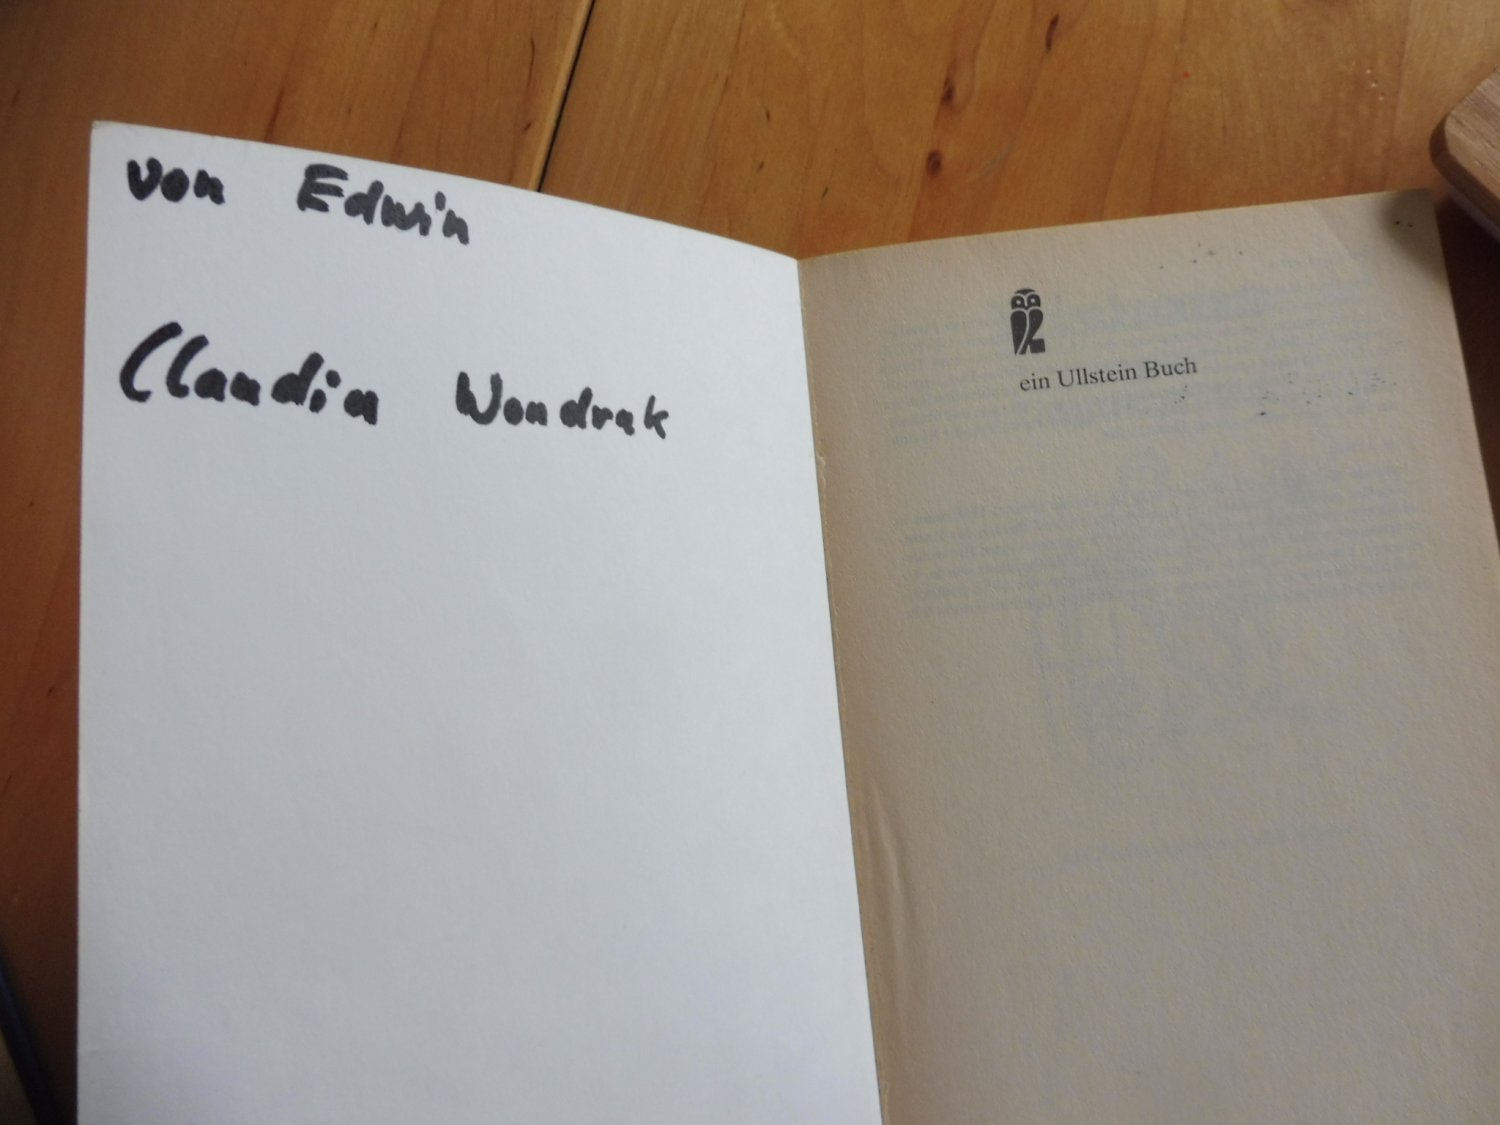 von Edwin
Claudia Wondrak
ein Ullstein Buch